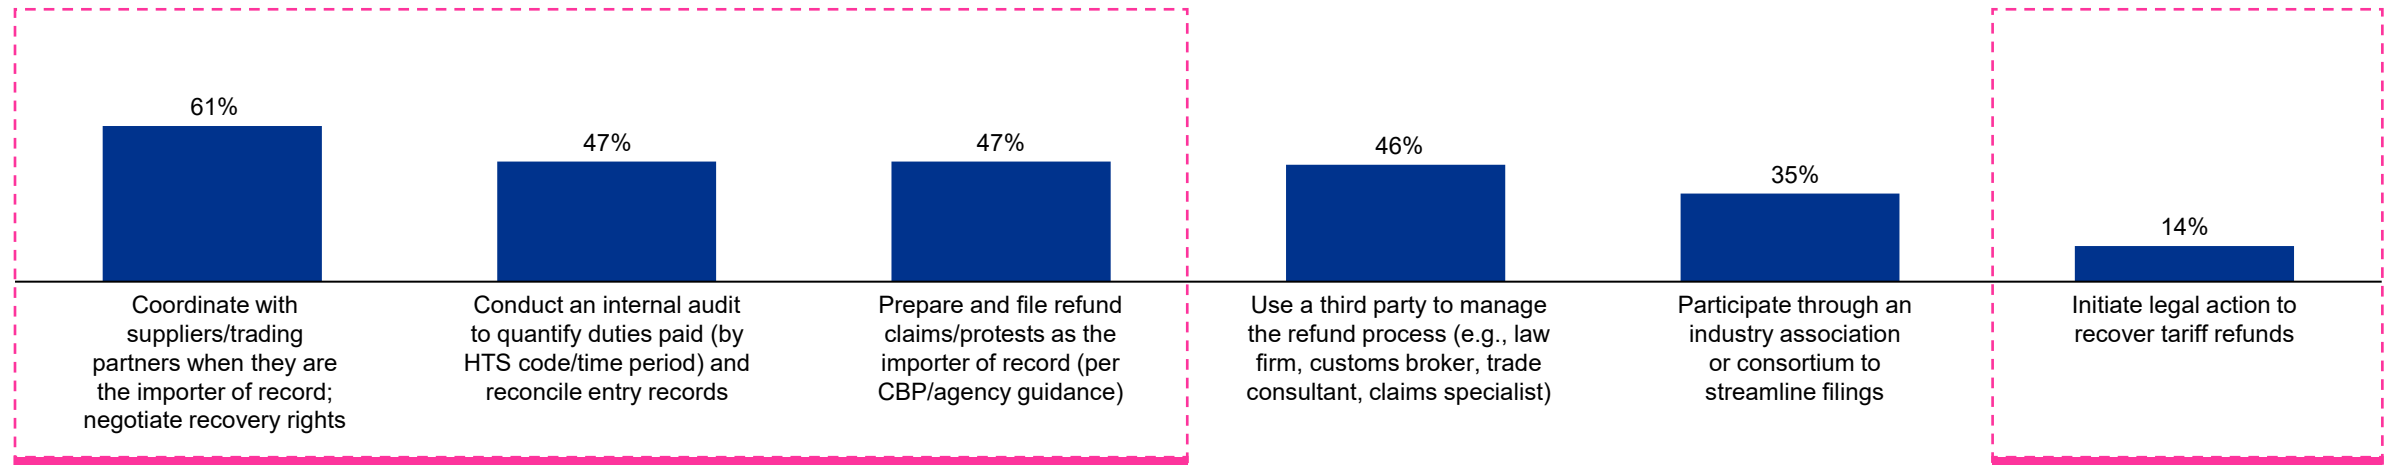 61%
47%
47%
46%
35%
14%
Coordinate with
suppliers/trading
partners when they are
the importer of record;
negotiate recovery rights
Conduct an internal audit
to quantify duties paid (by
HTS code/time period) and
reconcile entry records
Prepare and file refund
claims/protests as the
importer of record (per
CBP/agency guidance)
Use a third party to manage
the refund process (e.g., law
firm, customs broker, trade
consultant, claims specialist)
Participate through an
industry association
or consortium to
streamline filings
Initiate legal action to
recover tariff refunds